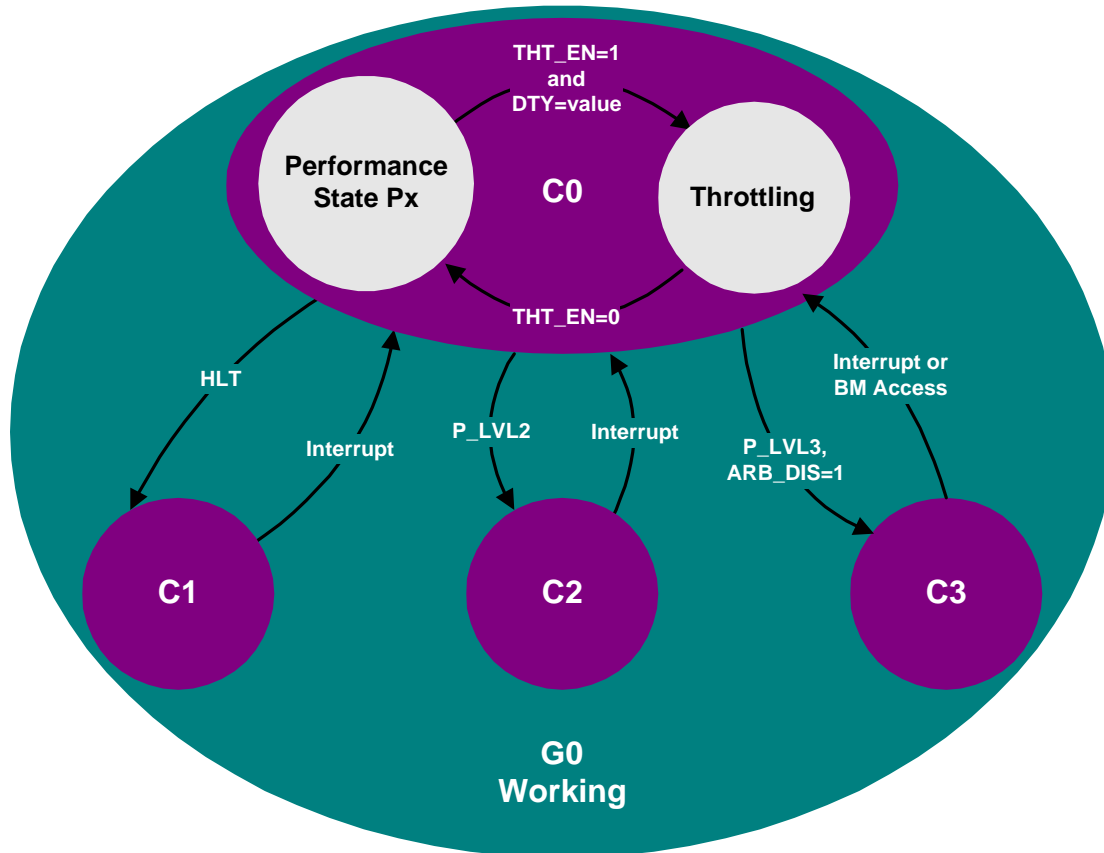 THT_EN=1
and
DTY=value
Performance
State Px
C0
Throttling
THT_EN=0
HLT
Interrupt
P_LVL2
Interrupt
P_LVL3,
ARB_DIS=1
Interrupt or
BM Access
C1
C2
C3
G0
Working